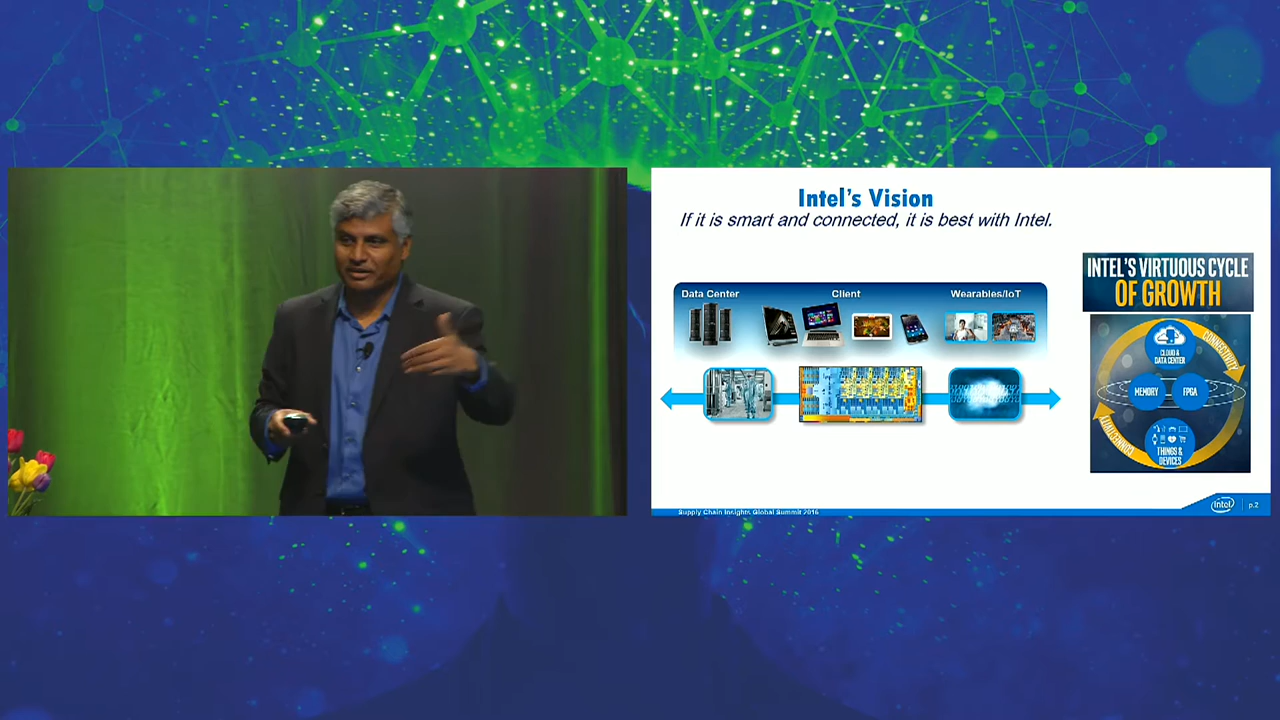 Intel's Vision
If it is smart and connected, it is best with Intel.
Data Center
Client
Wearables/IoT
INTEL'S VIRTUOUS CYCLE
OF GROWTH
CLOUD &
DATA CENTER
CONNECTIVITY
MEMORY
FPGA
CONNECTIVITY
THINGS &
DEVICES
Supply Chain Insights Global Summit 2016
intel
p.2